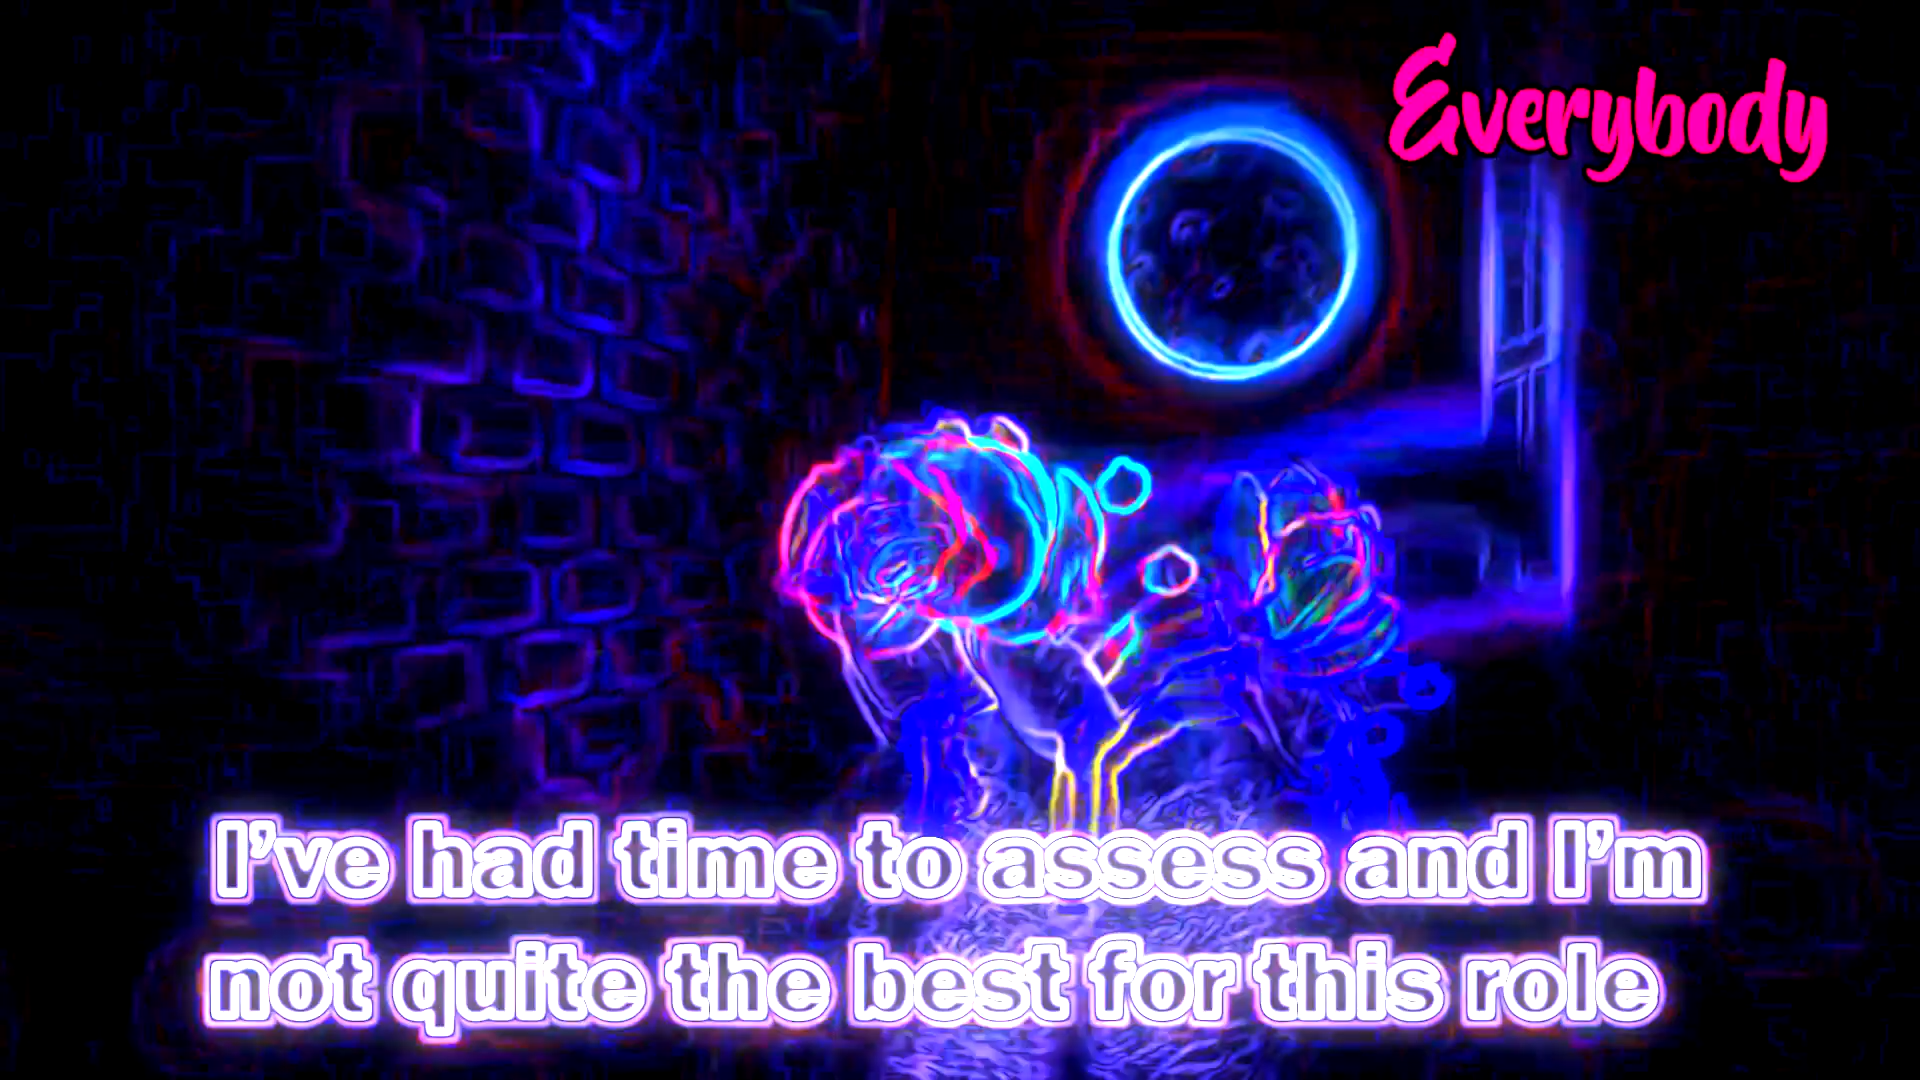 Everybody
I've had time to assess and I'm
not quite the best for this role